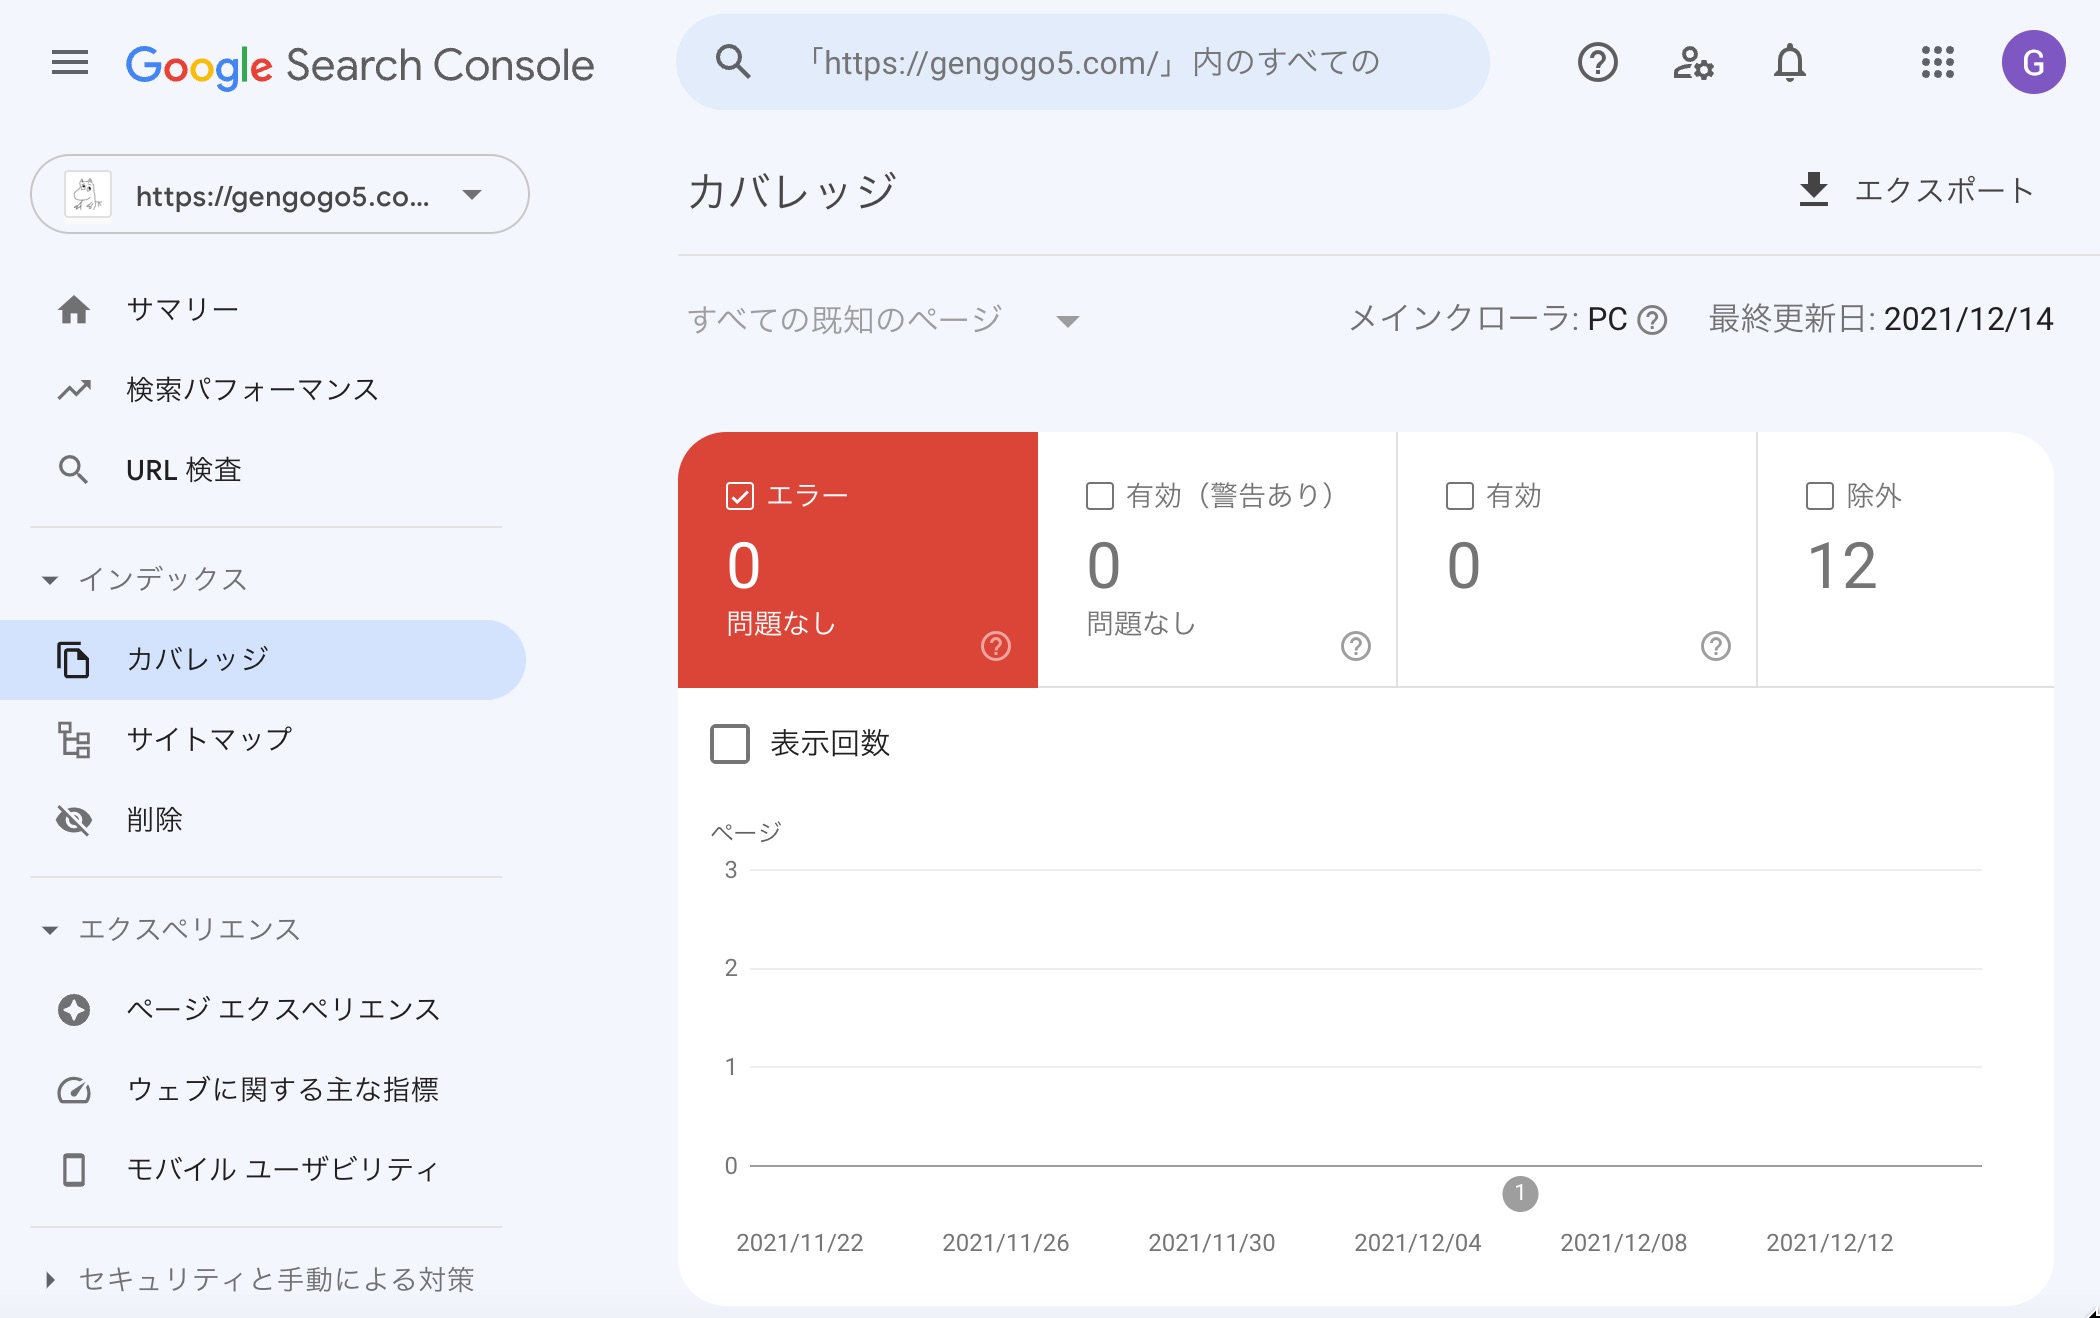 Google Search Console
「https://gengogo5.com/」 内のすべての
G
https://gengogo5.co...
サマリー
検索パフォーマンス
URL 検査
インデックス
カバレッジ
サイトマップ
削除
エクスペリエンス
ページ エクスペリエンス
ウェブに関する主な指標
モバイル ユーザビリティ
セキュリティと手動による対策
カバレッジ
エクスポート
すべての既知のページ
メインクローラ: PC
最終更新日: 2021/12/14
エラー
0
問題なし
有効（警告あり）
0
問題なし
有効
0
除外
12
表示回数
ページ
3
2
1
0
1
2021/11/22 2021/11/26 2021/11/30 2021/12/04 2021/12/08 2021/12/12